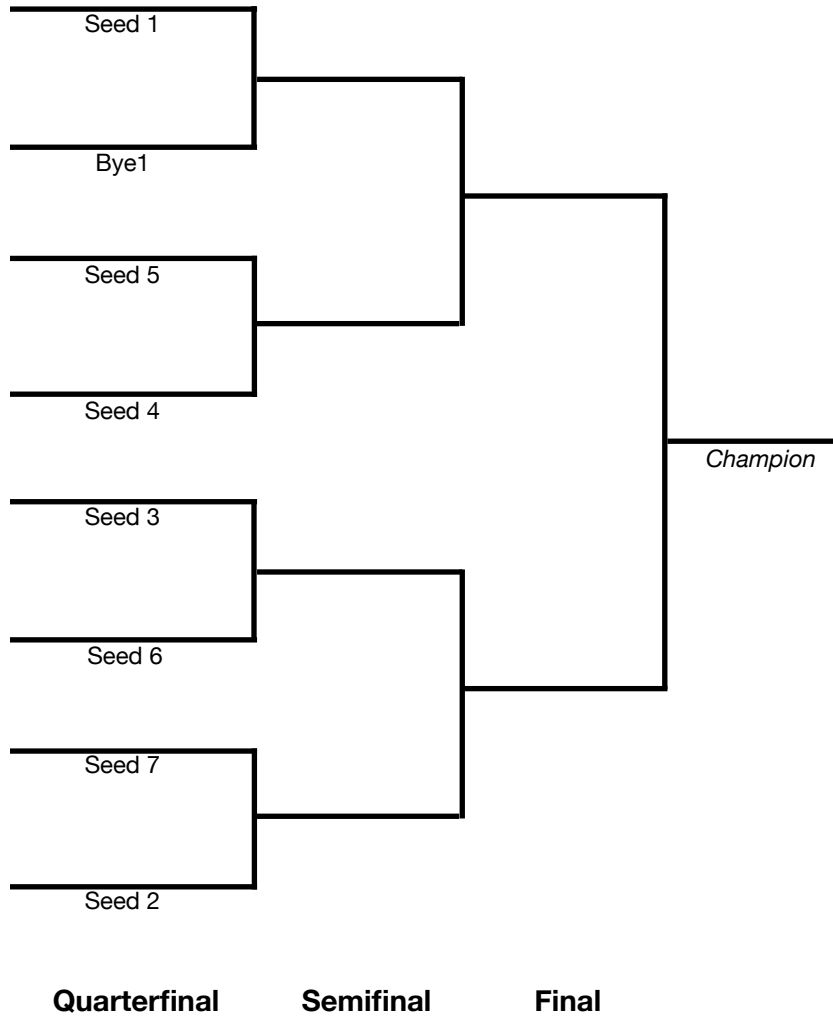 Seed 1
Bye1
Seed 5
Seed 4
Champion
Seed 3
Seed 6
Seed 7
Seed 2
Quarterfinal Semifinal Final